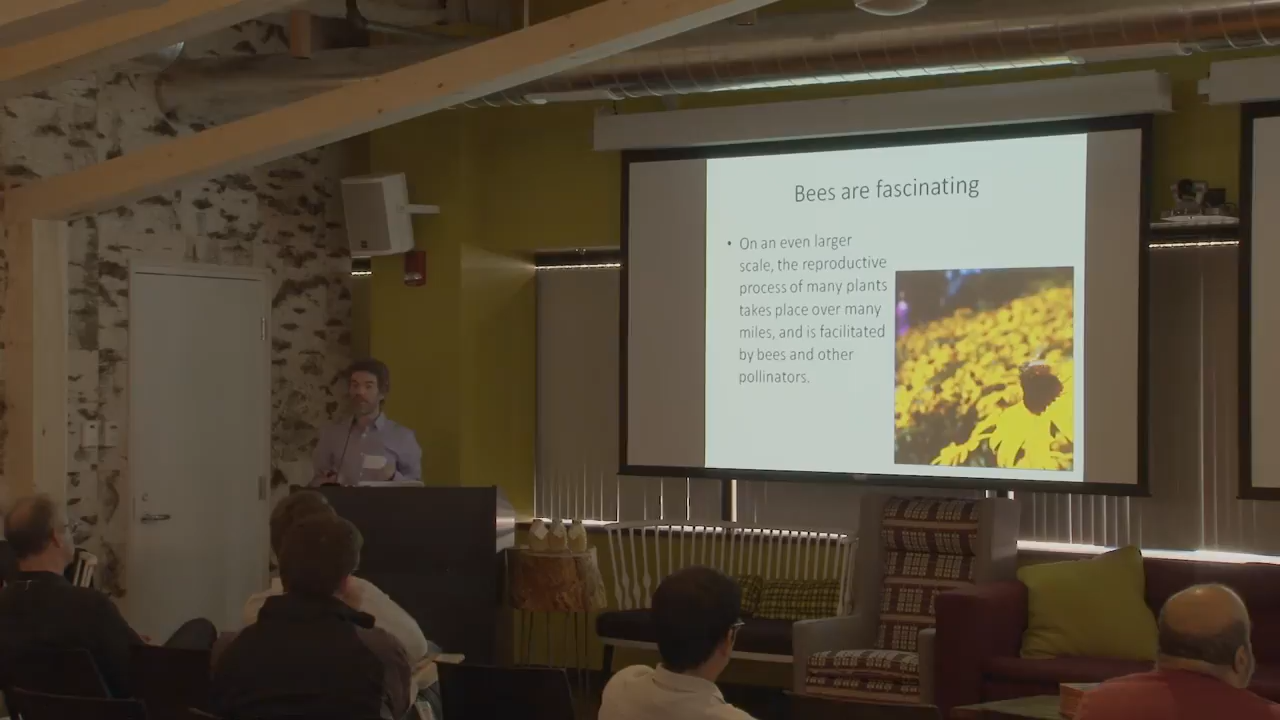 Bees are fascinating
• On an even larger
scale, the reproductive
process of many plants
takes place over many
miles, and is facilitated
by bees and other
pollinators.